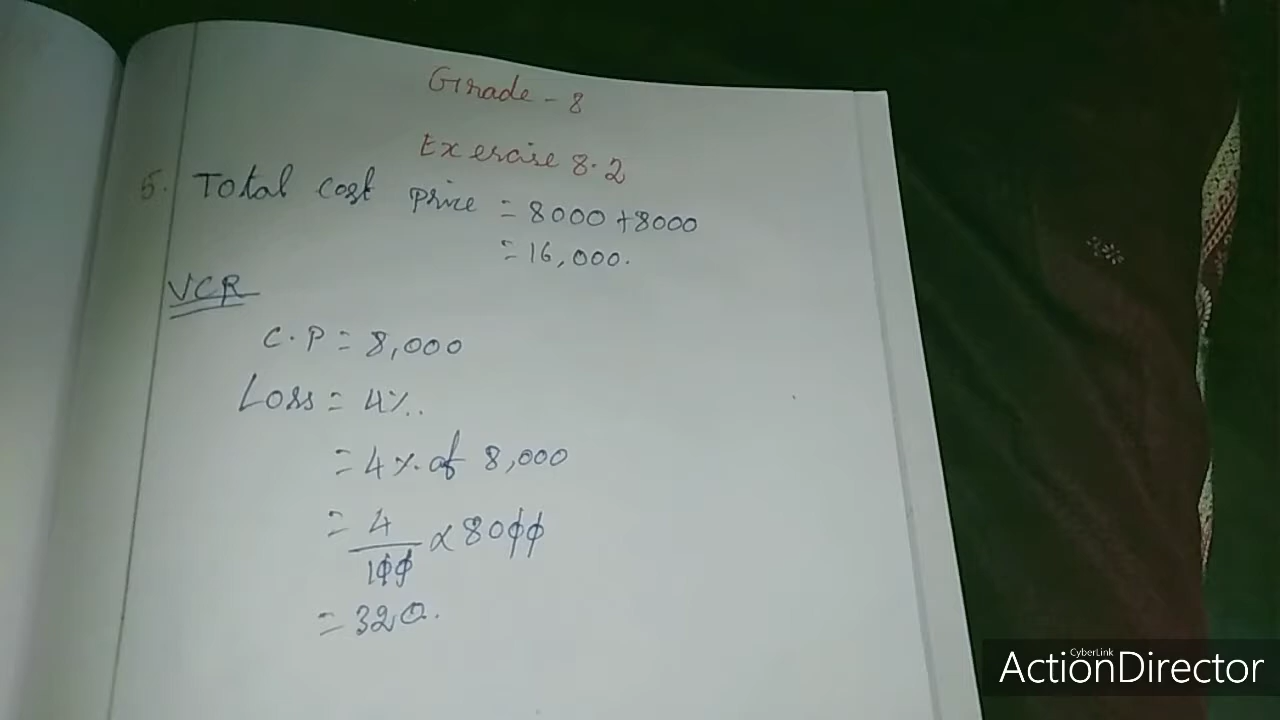 Grade - 8
Exercise 8.2
5. Total cost price = 8000 + 8000
= 16,000.
VCR
C.P = 8,000
Loss = 4%.
= 4% of 8,000
= 4/100 × 8000
= 320.
CyberLink
ActionDirector